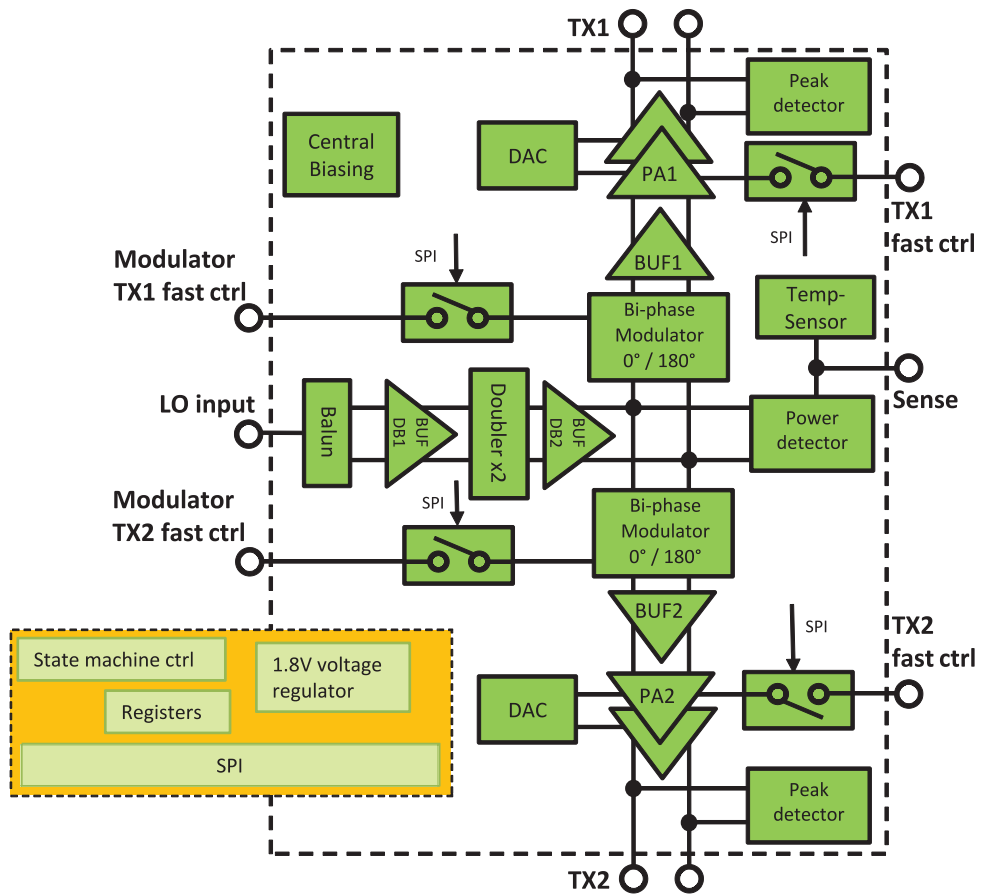 TX1
Peak
detector
Central
Biasing
DAC
PA1
TX1
fast ctrl
SPI
BUF1
Modulator
TX1 fast ctrl
SPI
Bi-phase
Modulator
0° / 180°
Temp-
Sensor
LO input
Balun
BUF
DB1
Doubler x2
BUF
DB2
Power
detector
Sense
Modulator
TX2 fast ctrl
SPI
Bi-phase
Modulator
0° / 180°
BUF2
SPI
TX2
fast ctrl
State machine ctrl
1.8V voltage
regulator
Registers
SPI
DAC
PA2
Peak
detector
TX2